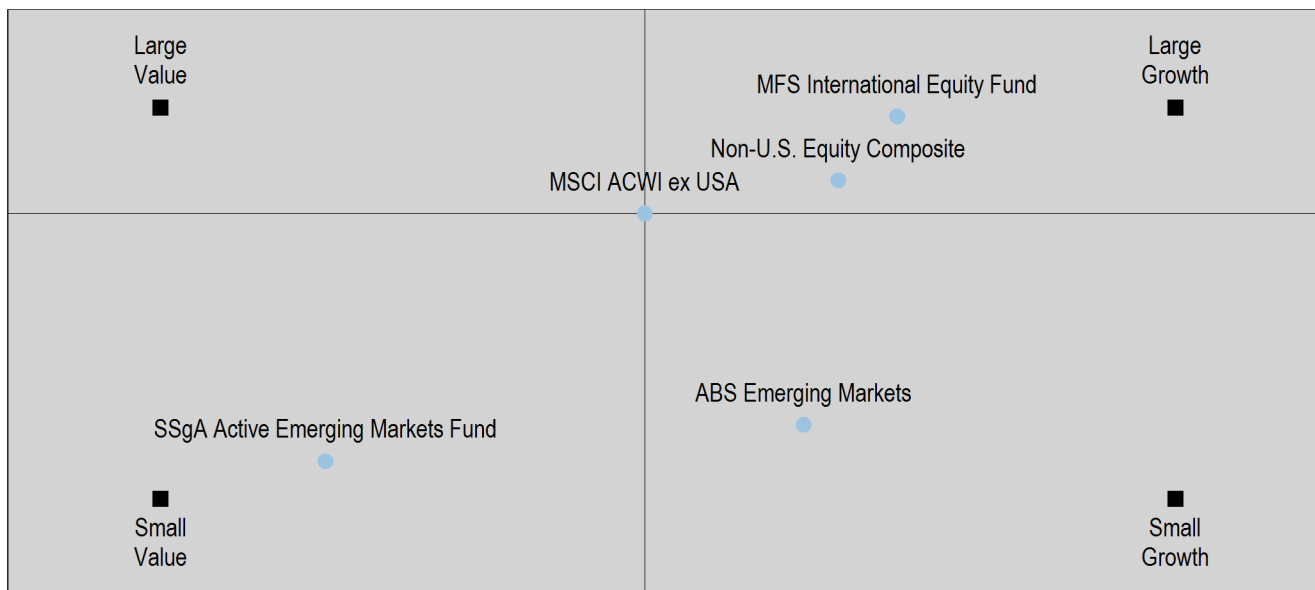 Large
Value
Large
Growth
MFS International Equity Fund
Non-U.S. Equity Composite
MSCI ACWI ex USA
ABS Emerging Markets
SSgA Active Emerging Markets Fund
Small
Value
Small
Growth